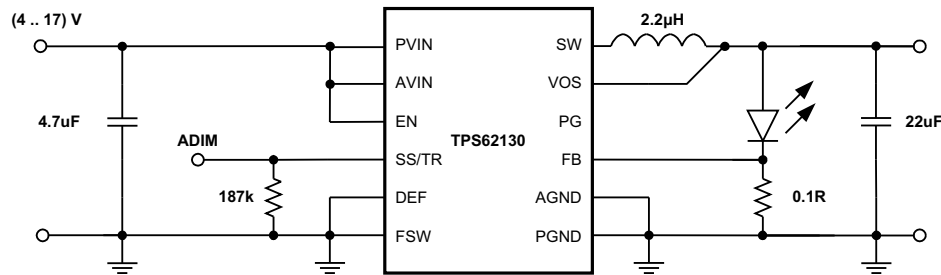 (4 .. 17) V
2.2µH
PVIN
SW
AVIN
VOS
4.7uF
EN
PG
22uF
ADIM
TPS62130
SS/TR
FB
187k
DEF
AGND
0.1R
FSW
PGND